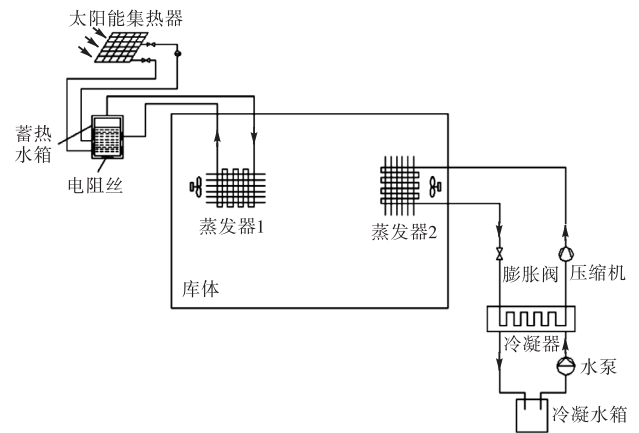 太阳能集热器
蓄热
水箱
电阻丝
蒸发器1
蒸发器2
库体
膨胀阀
压缩机
冷凝器
水泵
冷凝水箱